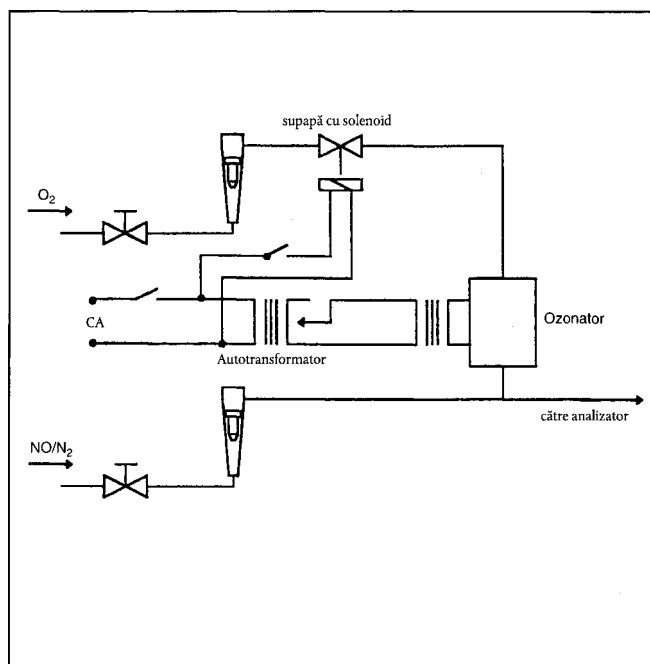 supapă cu solenoid
O₂
CA
Autotransformator
Ozonator
către analizator
NO/N₂